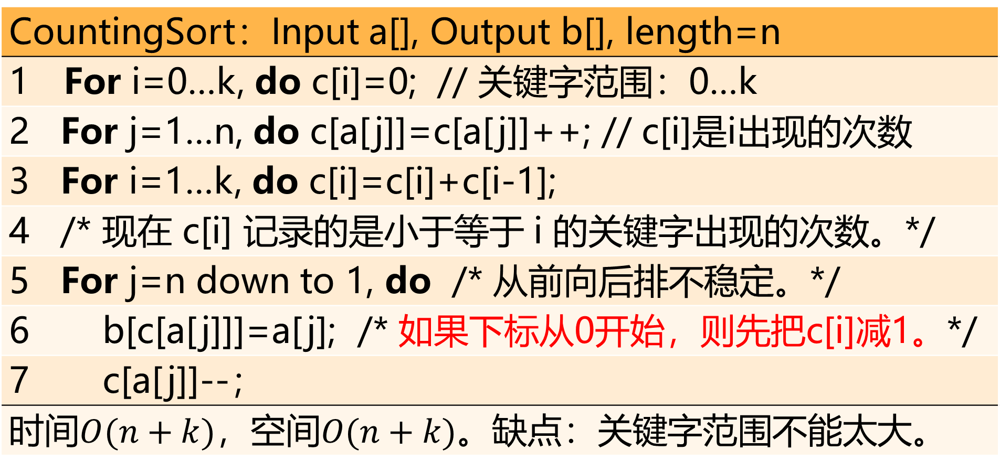 CountingSort：Input a[], Output b[], length=n
1 For i=0…k, do c[i]=0; // 关键字范围：0…k
2 For j=1…n, do c[a[j]]=c[a[j]]++; // c[i]是i出现的次数
3 For i=1…k, do c[i]=c[i]+c[i-1];
4 /* 现在 c[i] 记录的是小于等于 i 的关键字出现的次数。*/
5 For j=n down to 1, do /* 从前向后排不稳定。*/
6 b[c[a[j]]]=a[j]; /* 如果下标从0开始，则先把c[i]减1。 */
7 c[a[j]]--;
时间O(n + k)，空间O(n + k)。缺点：关键字范围不能太大。